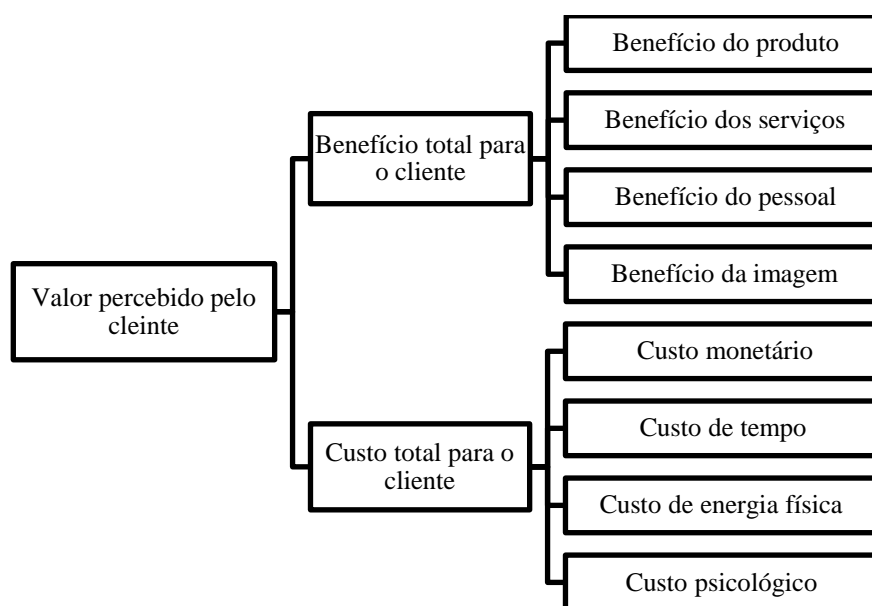 Valor percebido pelo
cleinte
Benefício total para
o cliente
Benefício do produto
Benefício dos serviços
Benefício do pessoal
Benefício da imagem
Custo total para o
cliente
Custo monetário
Custo de tempo
Custo de energia física
Custo psicológico